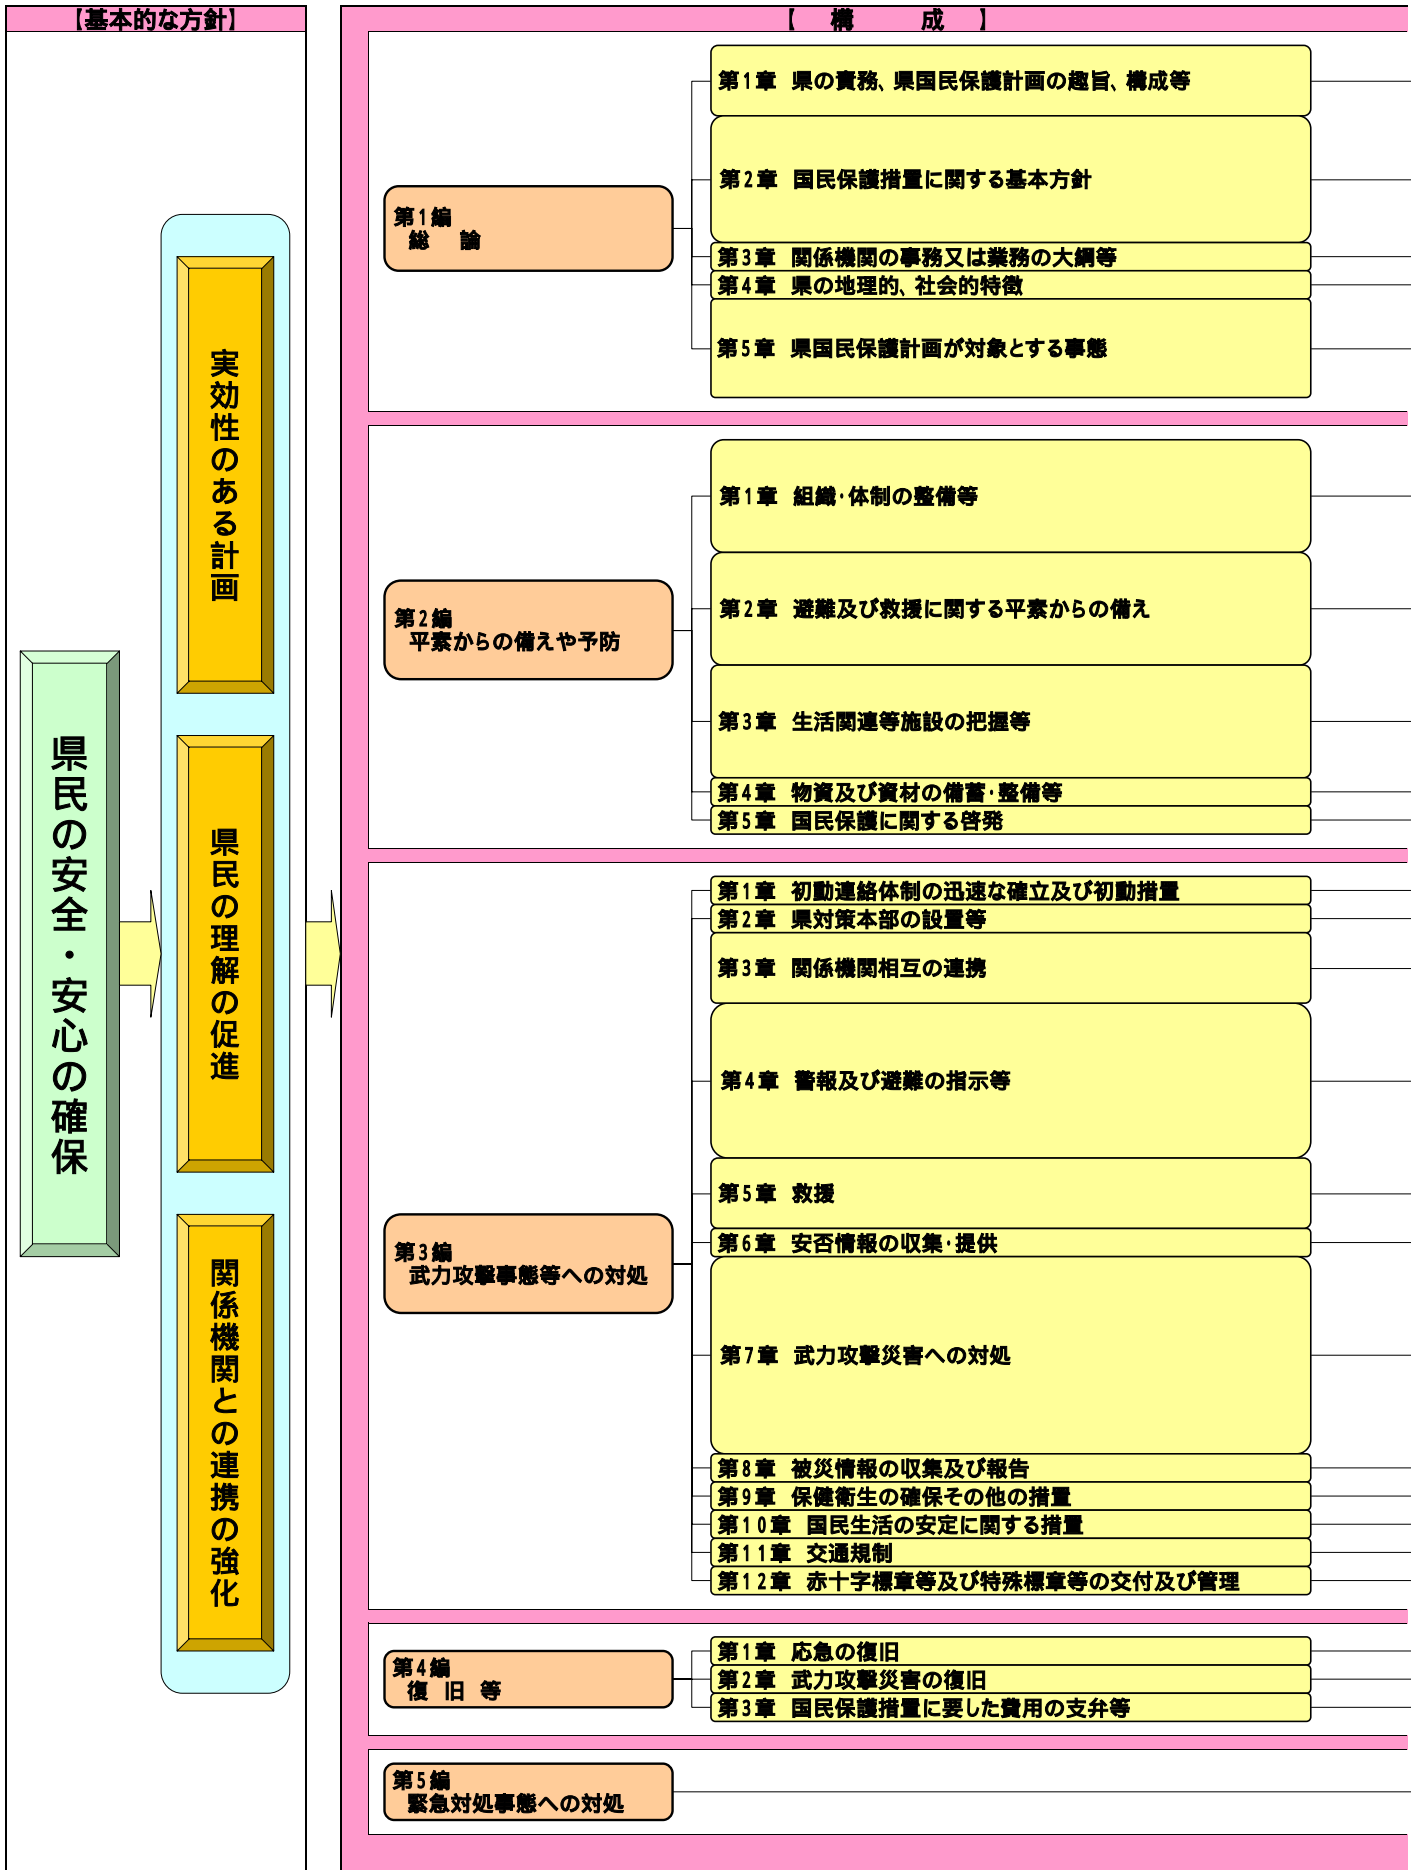 【基本的な方針】
県民の安全・安心の確保
実効性のある計画
県民の理解の促進
関係機関との連携の強化
【　構　　成　】
第1編
総　論
第1章 県の責務、県国民保護計画の趣旨、構成等
第2章 国民保護措置に関する基本方針
第3章 関係機関の事務又は業務の大綱等
第4章 県の地理的、社会的特徴
第5章 県国民保護計画が対象とする事態
第2編
平素からの備えや予防
第1章 組織・体制の整備等
第2章 避難及び救援に関する平素からの備え
第3章 生活関連等施設の把握等
第4章 物資及び資材の備蓄・整備等
第5章 国民保護に関する啓発
第3編
武力攻撃事態等への対処
第1章 初動連絡体制の迅速な確立及び初動措置
第2章 県対策本部の設置等
第3章 関係機関相互の連携
第4章 警報及び避難の指示等
第5章 救援
第6章 安否情報の収集・提供
第7章 武力攻撃災害への対処
第8章 被災情報の収集及び報告
第9章 保健衛生の確保その他の措置
第10章 国民生活の安定に関する措置
第11章 交通規制
第12章 赤十字標章等及び特殊標章等の交付及び管理
第4編
復 旧 等
第1章 応急の復旧
第2章 武力攻撃災害の復旧
第3章 国民保護措置に要した費用の支弁等
第5編
緊急対処事態への対処